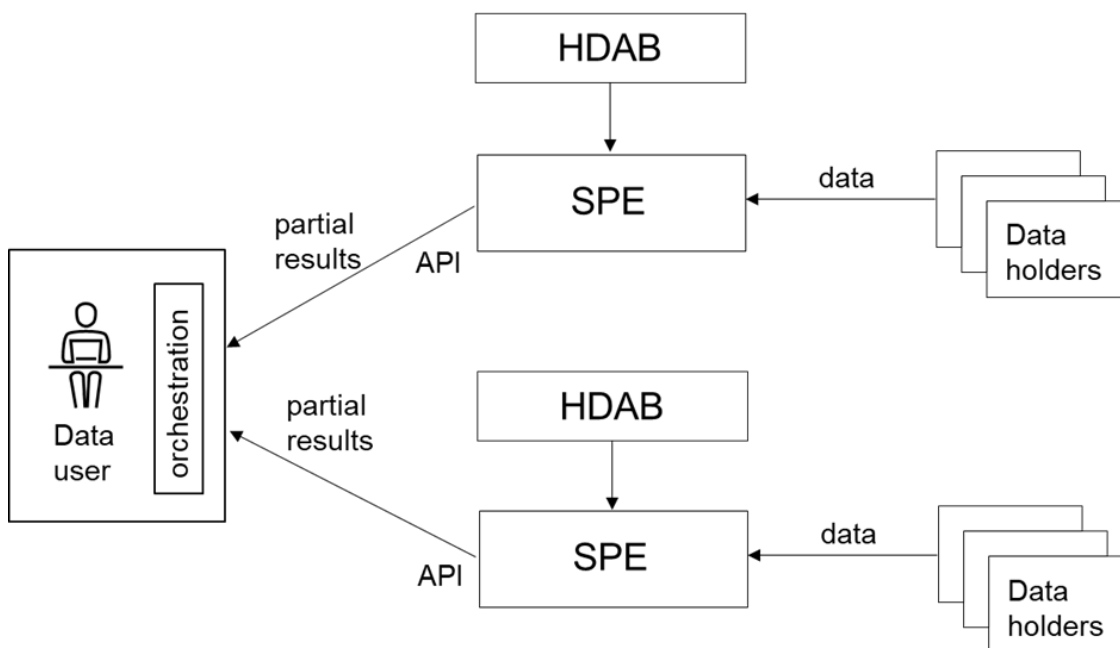 HDAB
SPE
data
Data
holders
partial
results
API
orchestration
Data
user
HDAB
partial
results
SPE
data
API
Data
holders